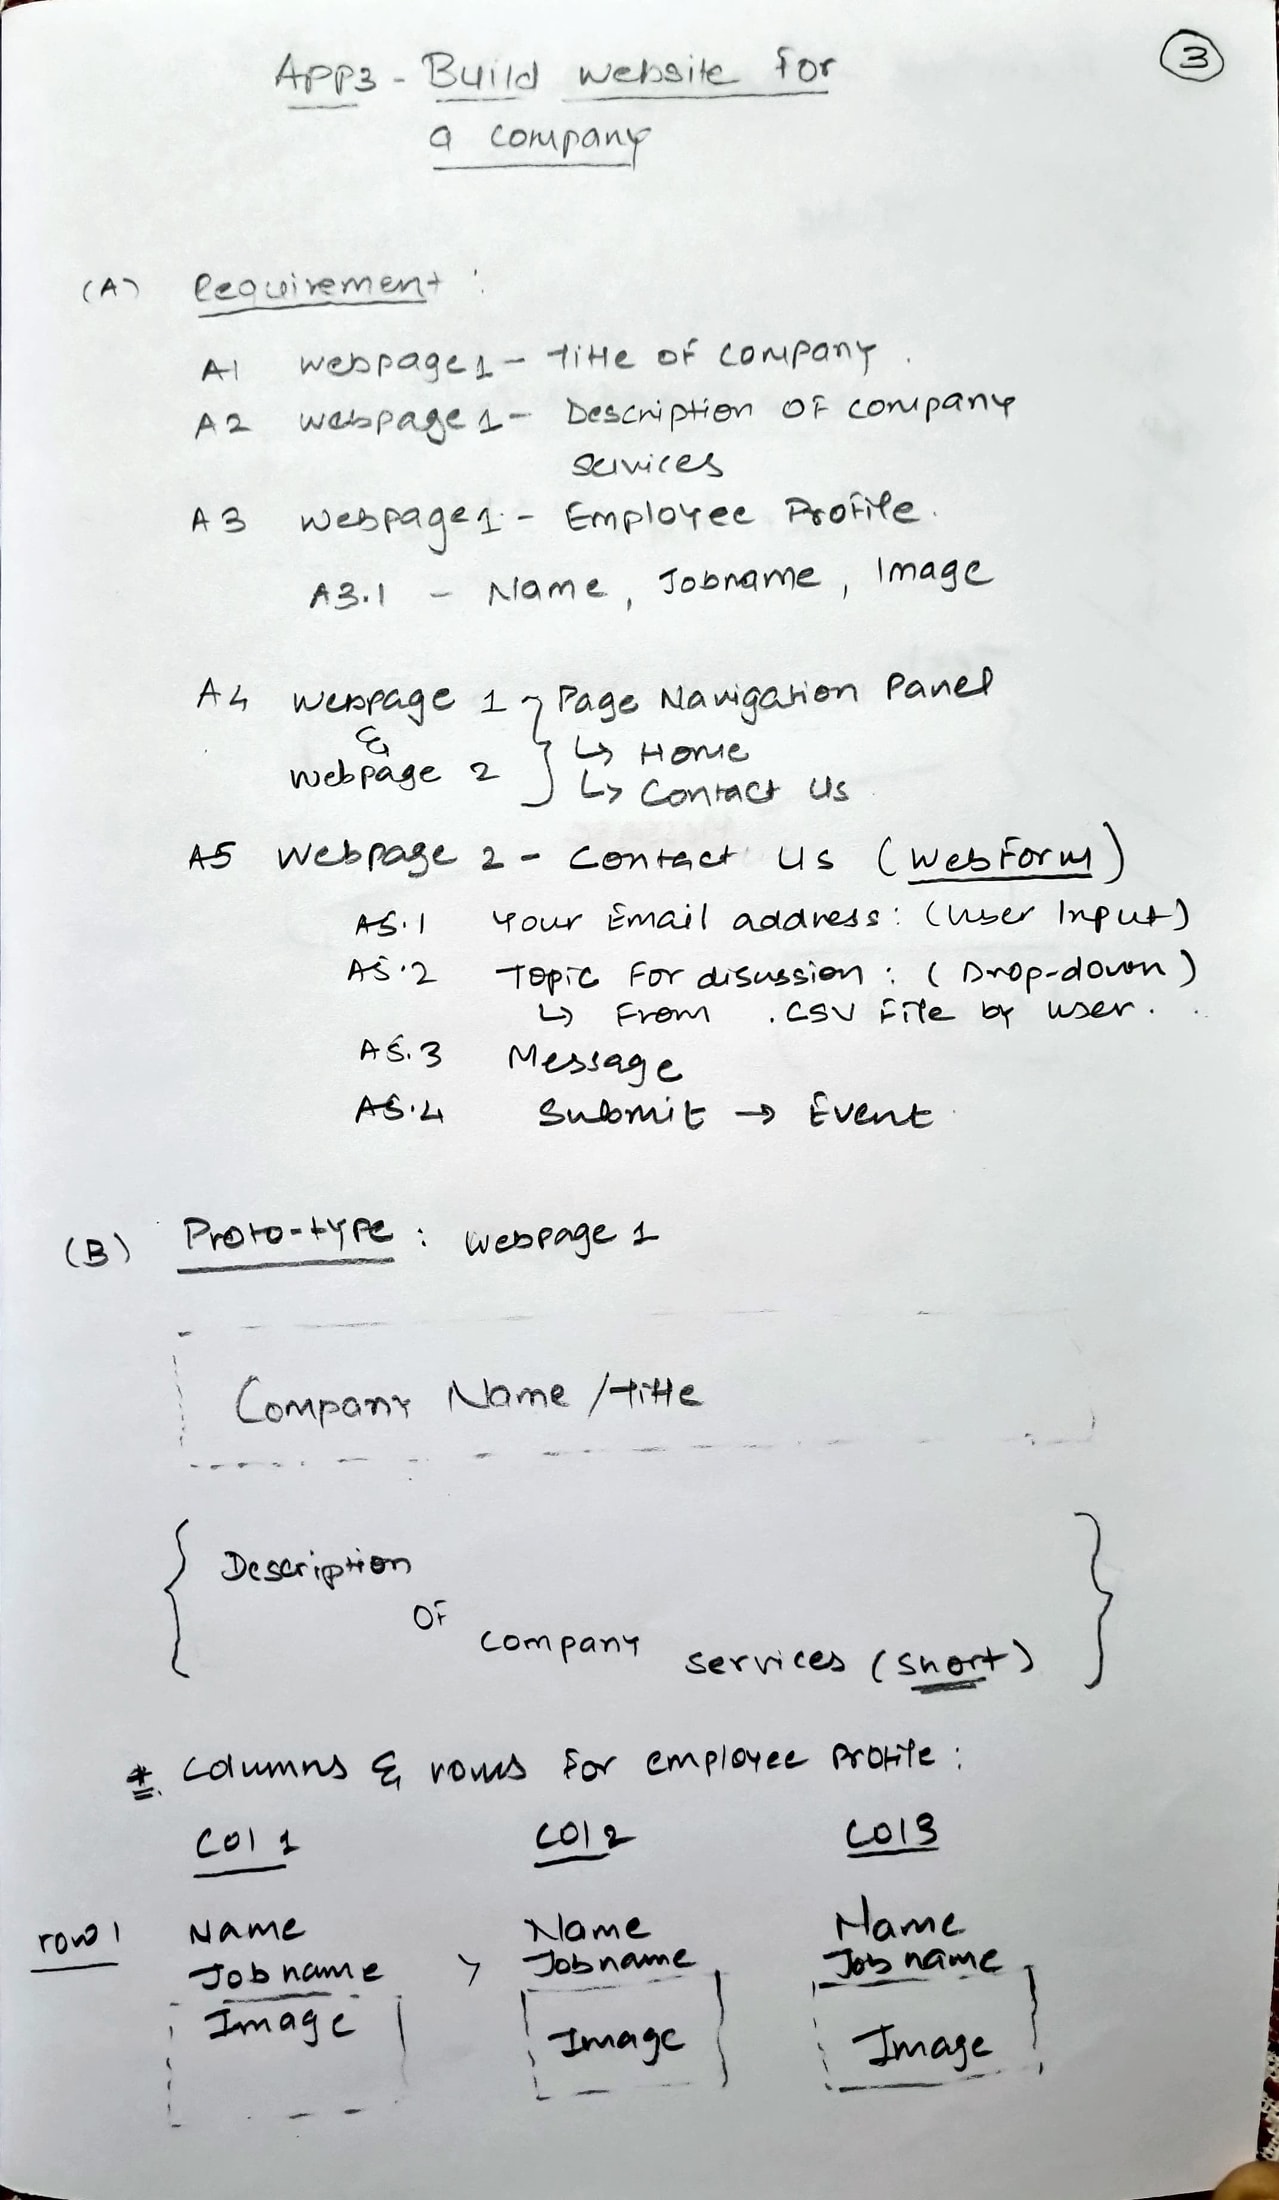 3
App3 - Build website for
a company
(A) Requirement :
A1 webpage 1 - Title of company.
A2 webpage 1 - Description of company
services
A3 webpage 1 - Employee Profile.
A3.1 - Name, Jobname, Image
A4 webpage 1 } Page Navigation Panel
&
↳ Home
webpage 2
↳ Contact Us
A5 webpage 2 - Contact Us (webform)
A5.1 Your Email address : (User Input)
A5.2 Topic for disussion : (Drop-down)
↳ From .csv file by user.
A5.3 Message
A5.4 Submit → Event
(B) Proto-type : webpage 1
Company Name / title
{ Description
of
company
services (short) }
* Columns & rows for employee profile :
Col 1 Col 2 Col 3
row 1 Name Name Name
Job name , Jobname Job name
Image Image Image